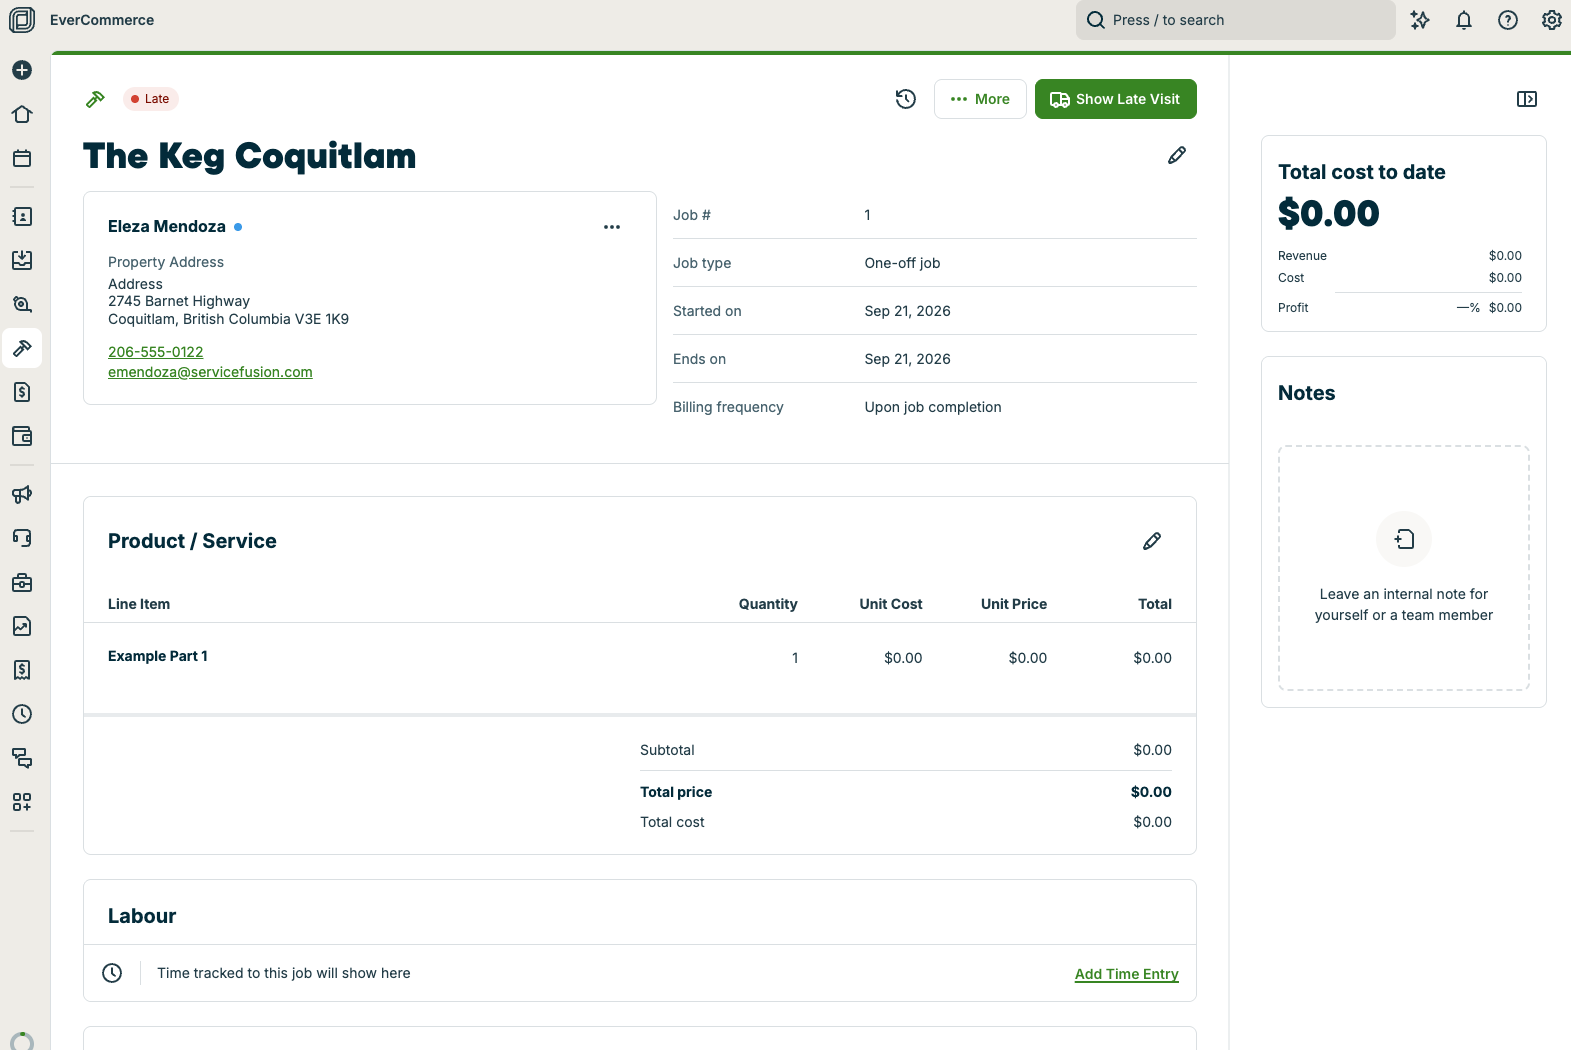 EverCommerce
Press / to search
Late
More
Show Late Visit
The Keg Coquitlam
Eleza Mendoza
Property Address
Address
2745 Barnet Highway
Coquitlam, British Columbia V3E 1K9
206-555-0122
emendoza@servicefusion.com
Job # 1
Job type One-off job
Started on Sep 21, 2026
Ends on Sep 21, 2026
Billing frequency Upon job completion
Product / Service
Line Item Quantity Unit Cost Unit Price Total
Example Part 1 1 $0.00 $0.00 $0.00
Subtotal $0.00
Total price $0.00
Total cost $0.00
Labour
Time tracked to this job will show here Add Time Entry
Total cost to date
$0.00
Revenue $0.00
Cost $0.00
Profit —% $0.00
Notes
Leave an internal note for
yourself or a team member